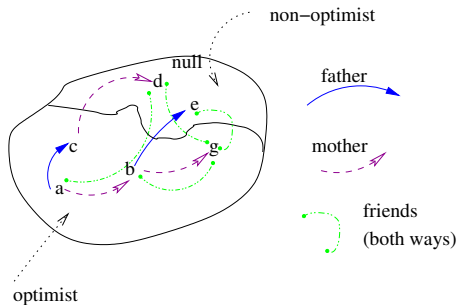 non-optimist
null
d
father
e
c
g
mother
b
a
friends
(both ways)
optimist